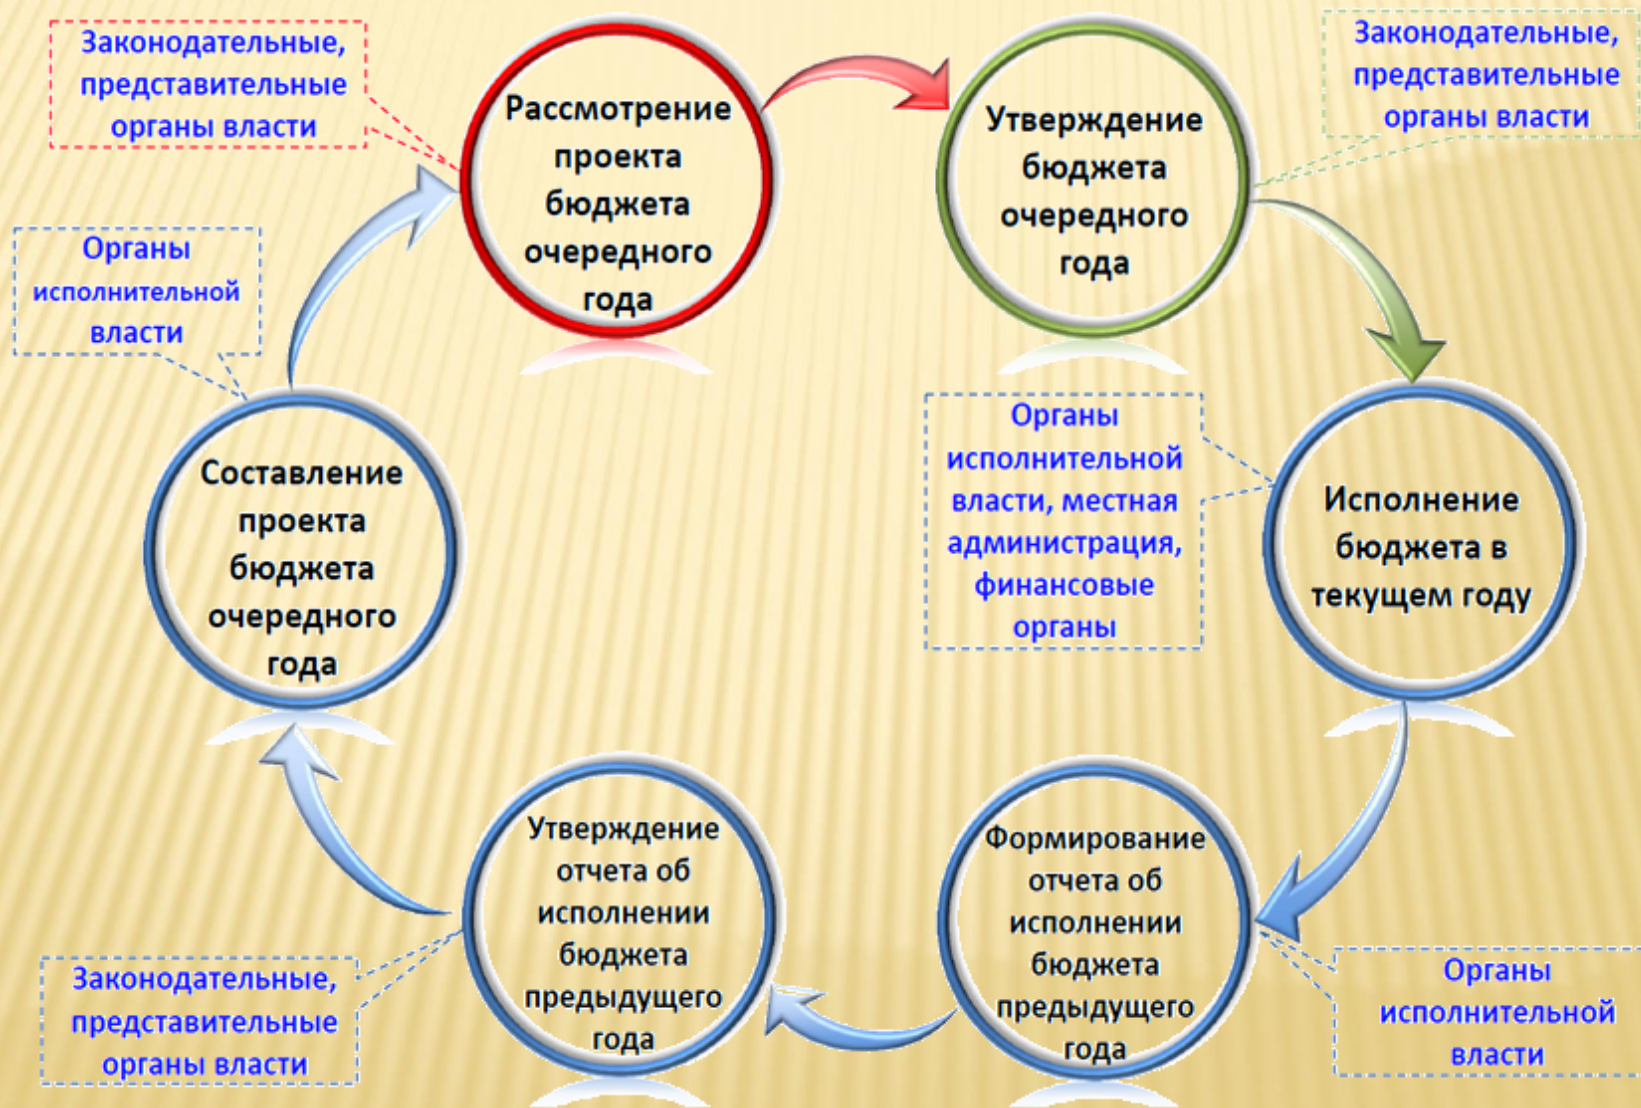 Законодательные,
представительные
органы власти
Рассмотрение
проекта
бюджета
очередного
года
Утверждение
бюджета
очередного
года
Законодательные,
представительные
органы власти
Органы
исполнительной
власти
Составление
проекта
бюджета
очередного
года
Органы
исполнительной
власти, местная
администрация,
финансовые
органы
Исполнение
бюджета в
текущем году
Законодательные,
представительные
органы власти
Утверждение
отчета об
исполнении
бюджета
предыдущего
года
Формирование
отчета об
исполнении
бюджета
предыдущего
года
Органы
исполнительной
власти